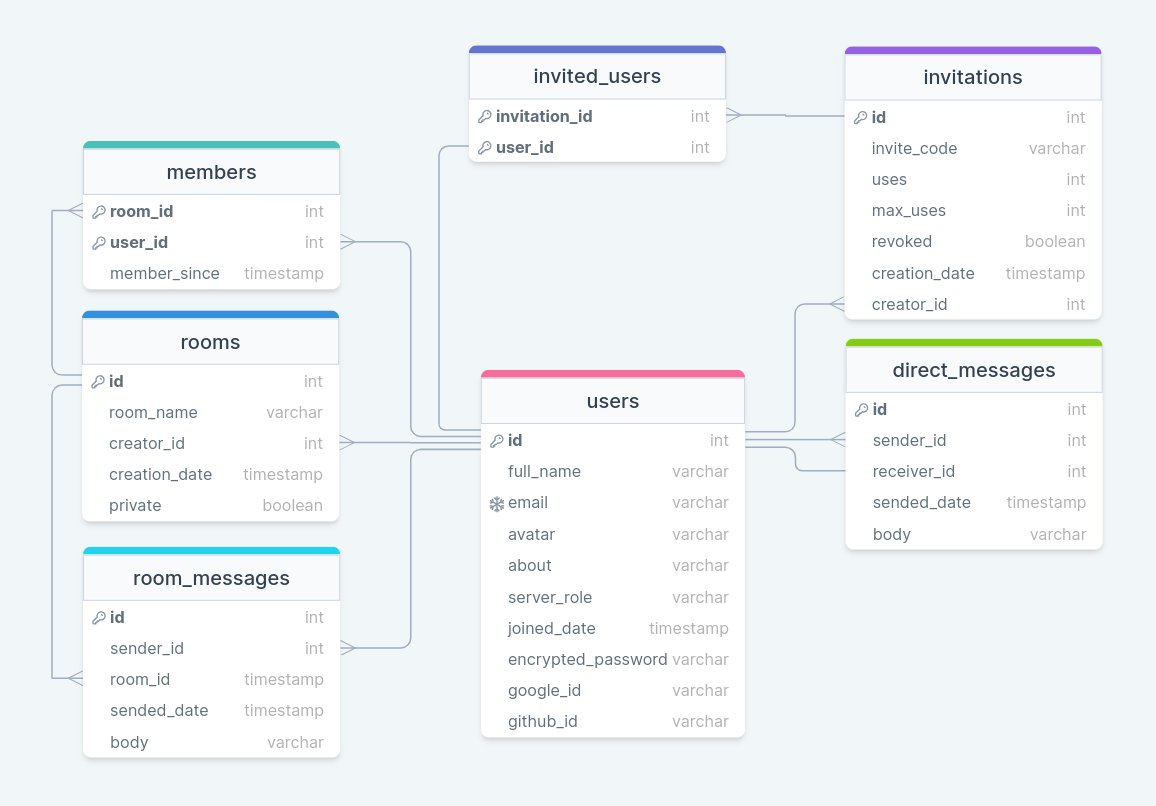 invited_users
invitation_id int
user_id int
invitations
id int
invite_code varchar
uses int
max_uses int
revoked boolean
creation_date timestamp
creator_id int
members
room_id int
user_id int
member_since timestamp
rooms
id int
room_name varchar
creator_id int
creation_date timestamp
private boolean
users
id int
full_name varchar
email varchar
avatar varchar
about varchar
server_role varchar
joined_date timestamp
encrypted_password varchar
google_id varchar
github_id varchar
direct_messages
id int
sender_id int
receiver_id int
sended_date timestamp
body varchar
room_messages
id int
sender_id int
room_id timestamp
sended_date timestamp
body varchar